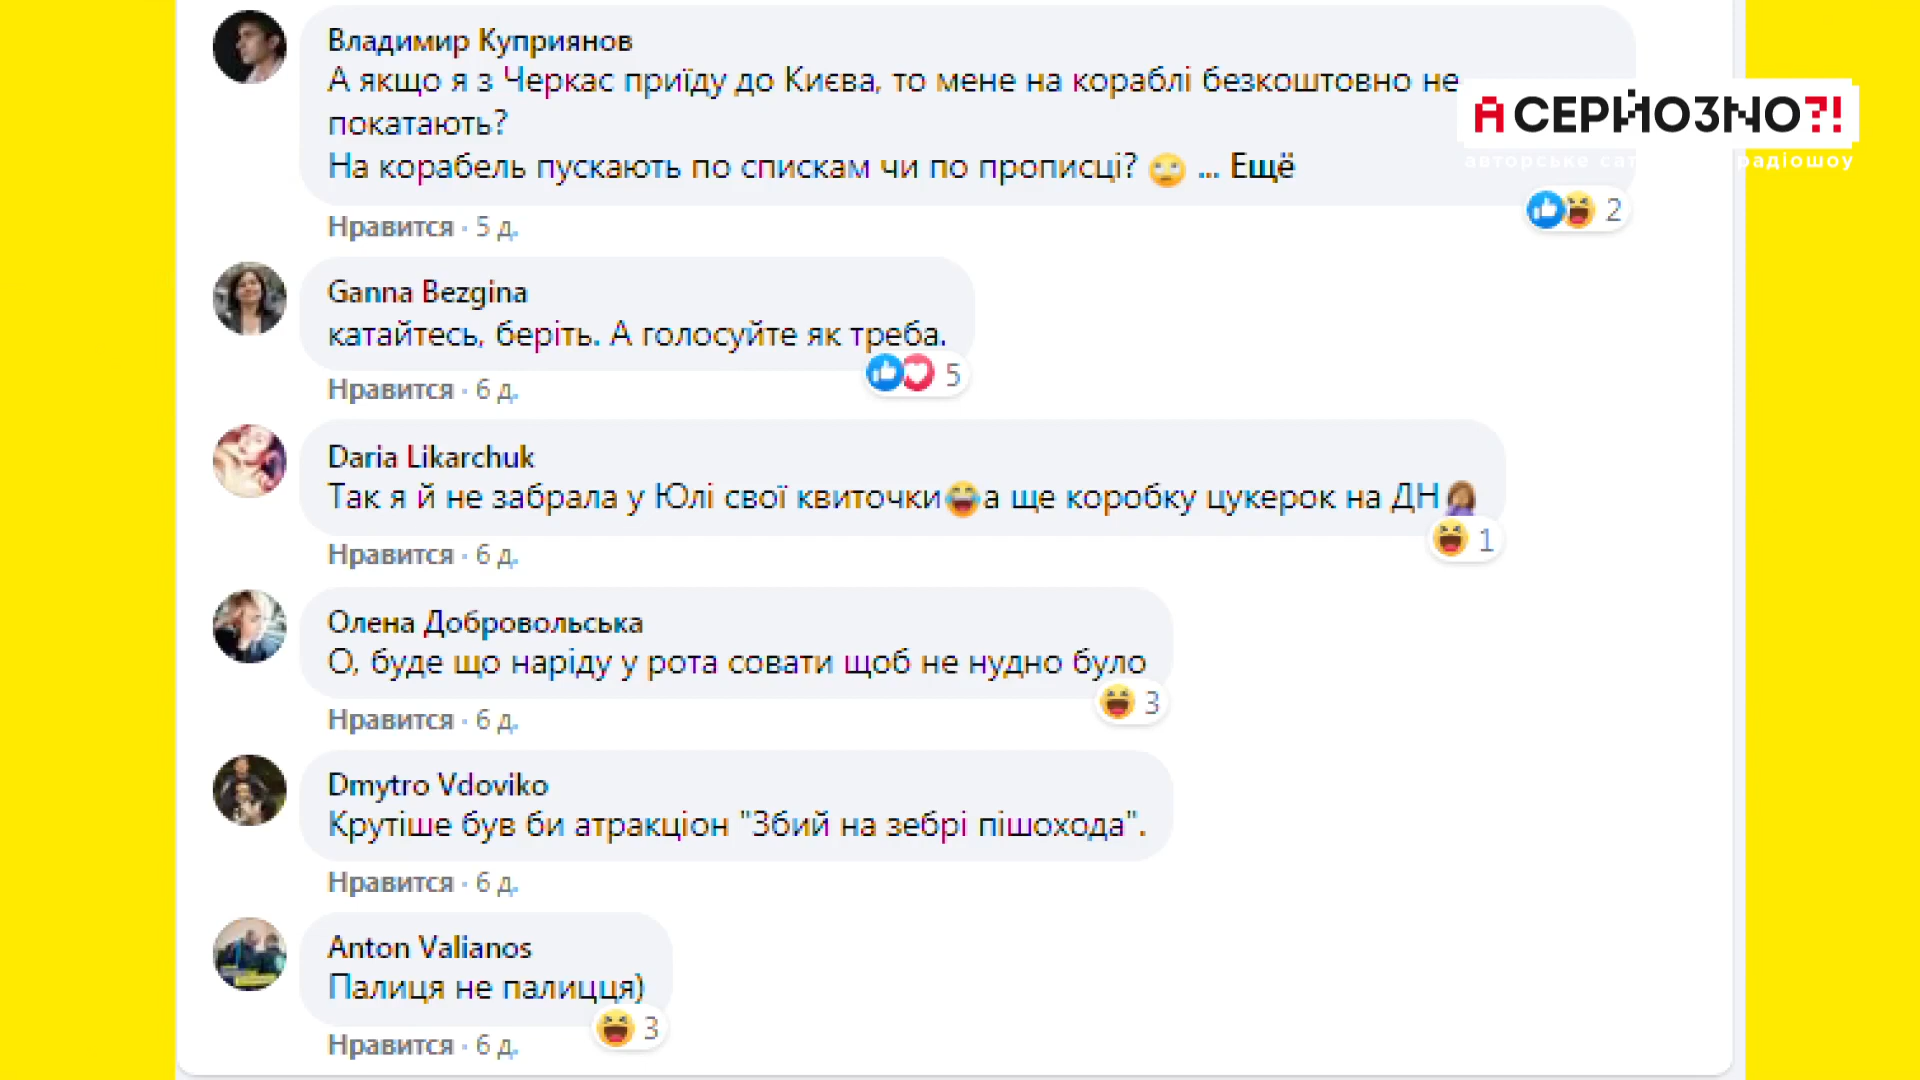 Владимир Куприянов
А якщо я з Черкас приїду до Києва, то мене на кораблі безкоштовно не
покатають?
На корабель пускають по спискам чи по прописці? 🙄 ... Ещё
А СЕРЙОЗNО?!
авторське сат радіошоу
2
Нравится · 5 д.
Ganna Bezgina
катайтесь, беріть. А голосуйте як треба.
5
Нравится · 6 д.
Daria Likarchuk
Так я й не забрала у Юлі свої квиточки😂а ще коробку цукерок на ДН🤦🏾‍♀️
1
Нравится · 6 д.
Олена Добровольська
О, буде що наріду у рота совати щоб не нудно було
3
Нравится · 6 д.
Dmytro Vdoviko
Крутіше був би атракціон "Збий на зебрі пішохода".
Нравится · 6 д.
Anton Valianos
Палиця не палицця)
3
Нравится · 6 д.